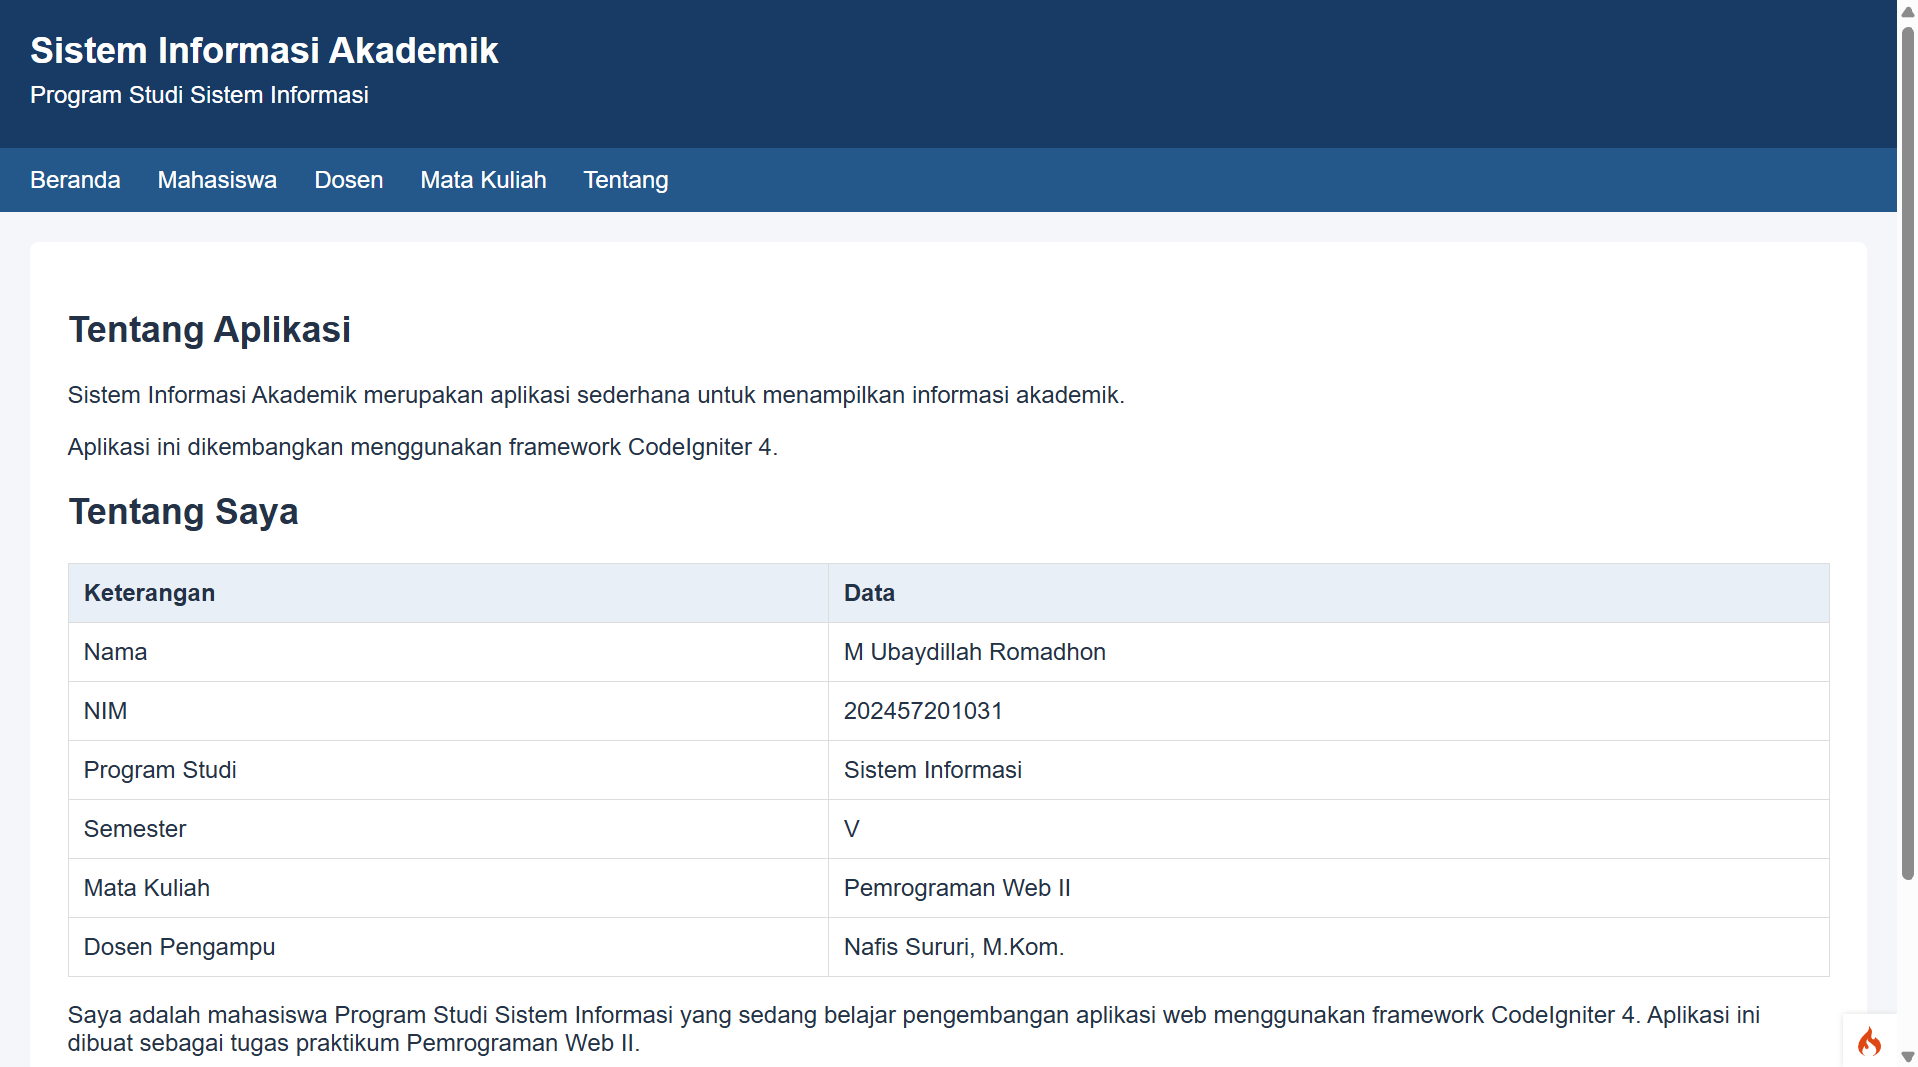 Sistem Informasi Akademik
Program Studi Sistem Informasi
Beranda Mahasiswa Dosen Mata Kuliah Tentang
Tentang Aplikasi
Sistem Informasi Akademik merupakan aplikasi sederhana untuk menampilkan informasi akademik.
Aplikasi ini dikembangkan menggunakan framework CodeIgniter 4.
Tentang Saya
Keterangan Data
Nama M Ubaydillah Romadhon
NIM 202457201031
Program Studi Sistem Informasi
Semester V
Mata Kuliah Pemrograman Web II
Dosen Pengampu Nafis Sururi, M.Kom.
Saya adalah mahasiswa Program Studi Sistem Informasi yang sedang belajar pengembangan aplikasi web menggunakan framework CodeIgniter 4. Aplikasi ini
dibuat sebagai tugas praktikum Pemrograman Web II.